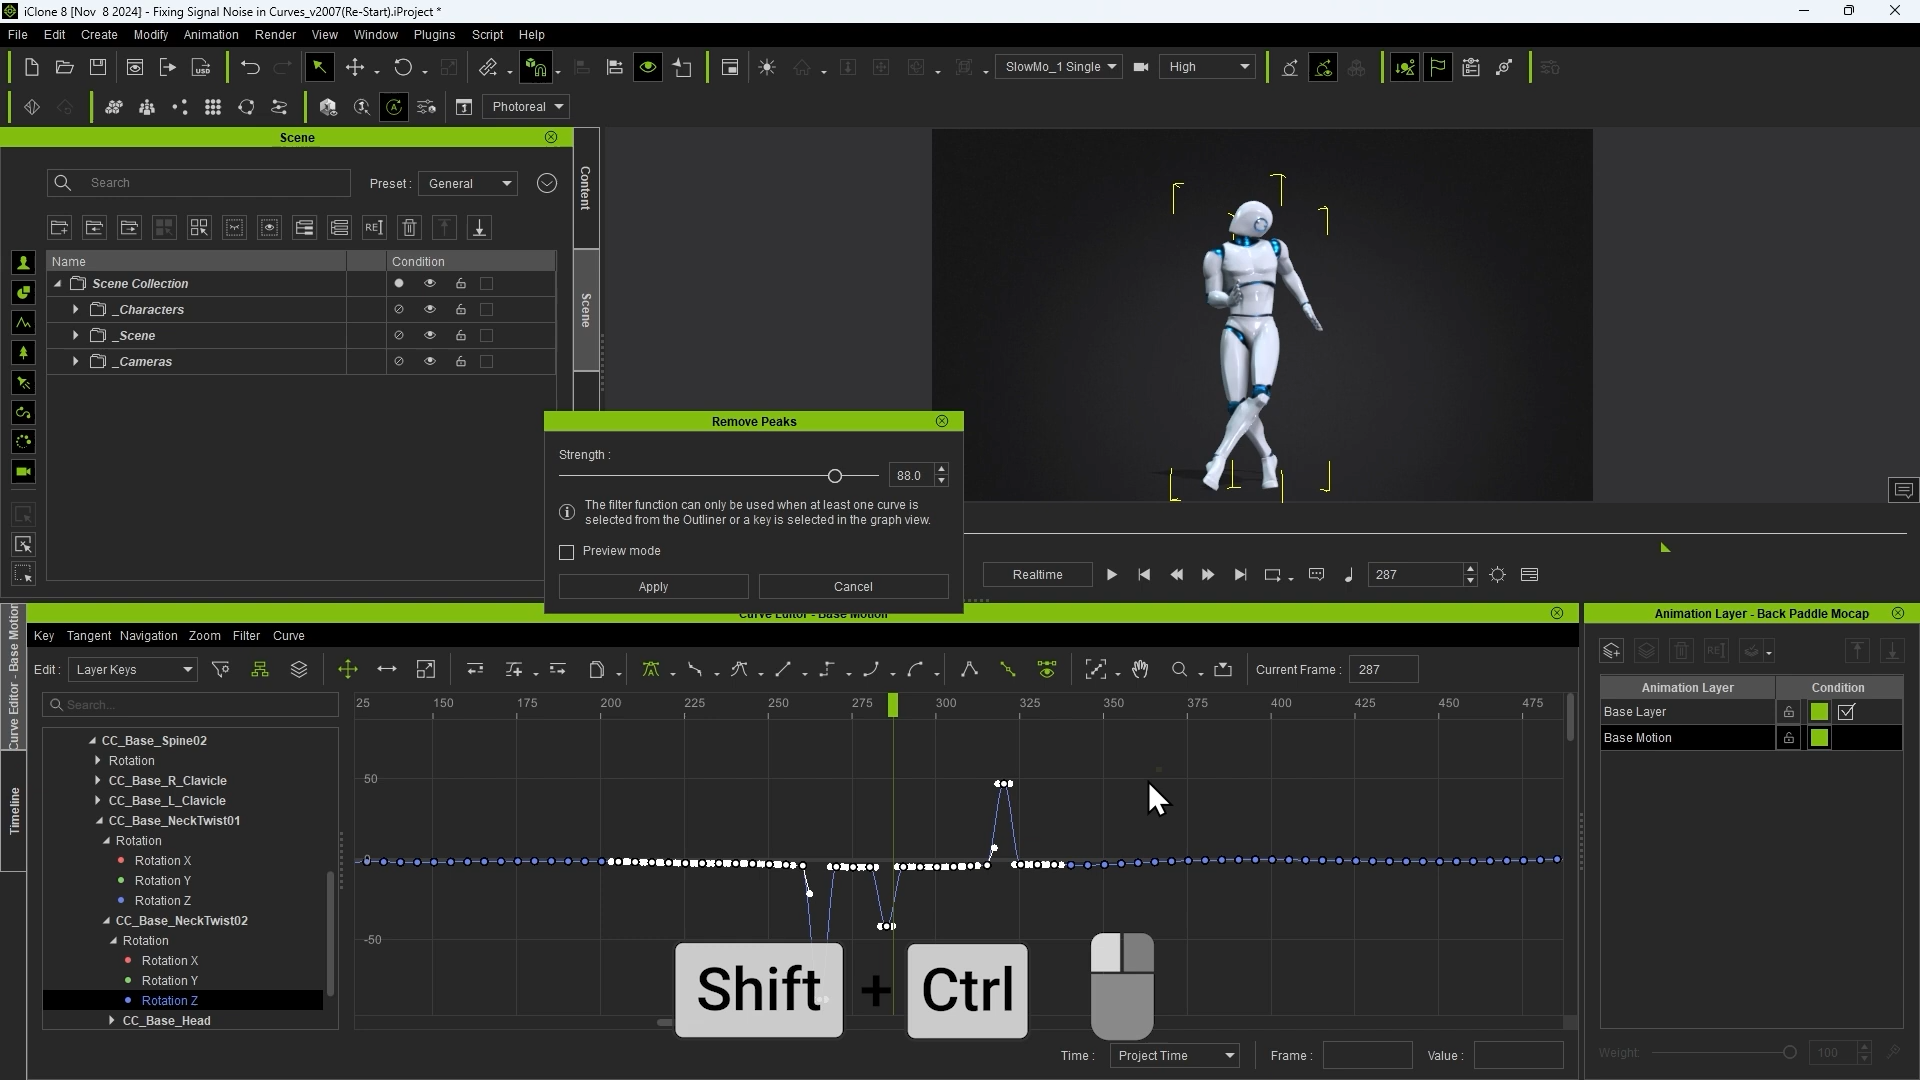 iClone 8 [Nov  8 2024] - Fixing Signal Noise in Curves_v2007(Re-Start).iProject *
File Edit Create Modify Animation Render View Window Plugins Script Help
USD
SlowMo_1 Single
High
Photoreal
Scene
Search
Preset :
General
REI
Name
Condition
Scene Collection
_Characters
_Scene
_Cameras
Content
Scene
Remove Peaks
Strength :
88.0
The filter function can only be used when at least one curve is
selected from the Outliner or a key is selected in the graph view.
Preview mode
Apply
Cancel
Realtime
287
Curve Editor - Base Motion
Curve Editor - Base Motion
Timeline
Key Tangent Navigation Zoom Filter Curve
Edit :
Layer Keys
Current Frame :
287
Search...
25 150 175 200 225 250 275 300 325 350 375 400 425 450 475
50
0
-50
CC_Base_Spine02
Rotation
CC_Base_R_Clavicle
CC_Base_L_Clavicle
CC_Base_NeckTwist01
Rotation
Rotation X
Rotation Y
Rotation Z
CC_Base_NeckTwist02
Rotation
Rotation X
Rotation Y
Rotation Z
CC_Base_Head
Shift + Ctrl
Time :
Project Time
Frame :
Value :
Animation Layer - Back Paddle Mocap
REI
Animation Layer
Condition
Base Layer
Base Motion
Weight
100